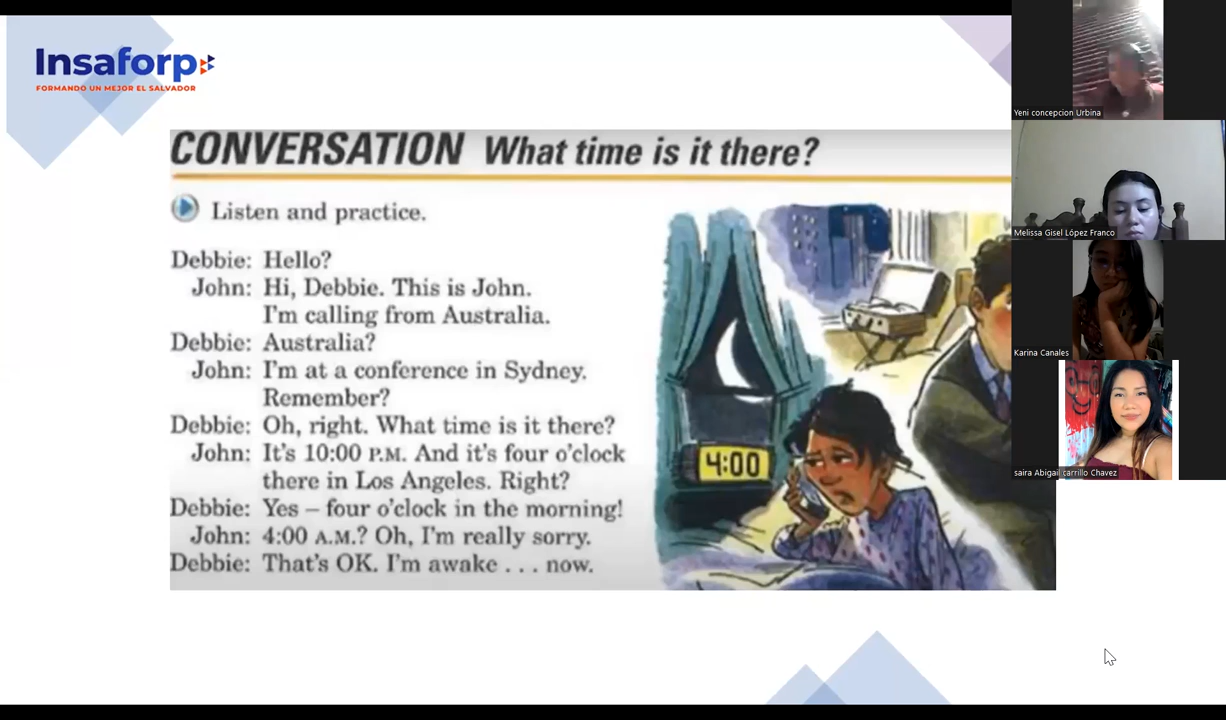 Insaforp
FORMANDO UN MEJOR EL SALVADOR
CONVERSATION What time is it there?
Listen and practice.
Debbie: Hello?
John: Hi, Debbie. This is John.
I'm calling from Australia.
Debbie: Australia?
John: I'm at a conference in Sydney.
Remember?
Debbie: Oh, right. What time is it there?
John: It's 10:00 P.M. And it's four o'clock
there in Los Angeles. Right?
Debbie: Yes – four o'clock in the morning!
John: 4:00 A.M.? Oh, I'm really sorry.
Debbie: That's OK. I'm awake . . . now.
4:00
Yeni concepcion Urbina
Melissa Gisel López Franco
Karina Canales
saira Abigail carrillo Chavez